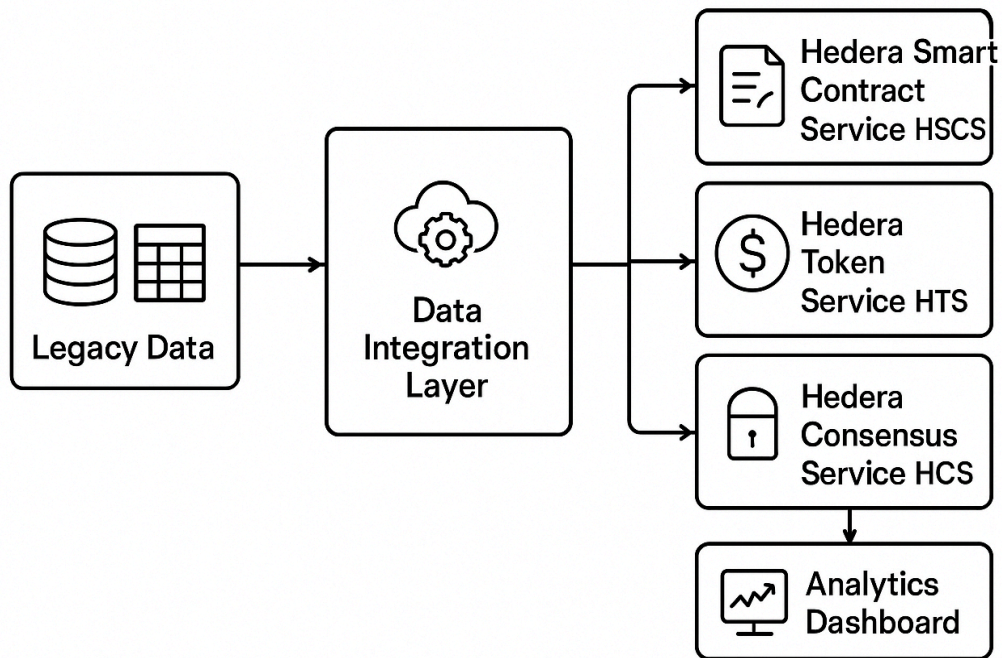 Legacy Data
Data
Integration
Layer
Hedera Smart
Contract
Service HSCS
$
Hedera
Token
Service HTS
Hedera
Consensus
Service HCS
Analytics
Dashboard